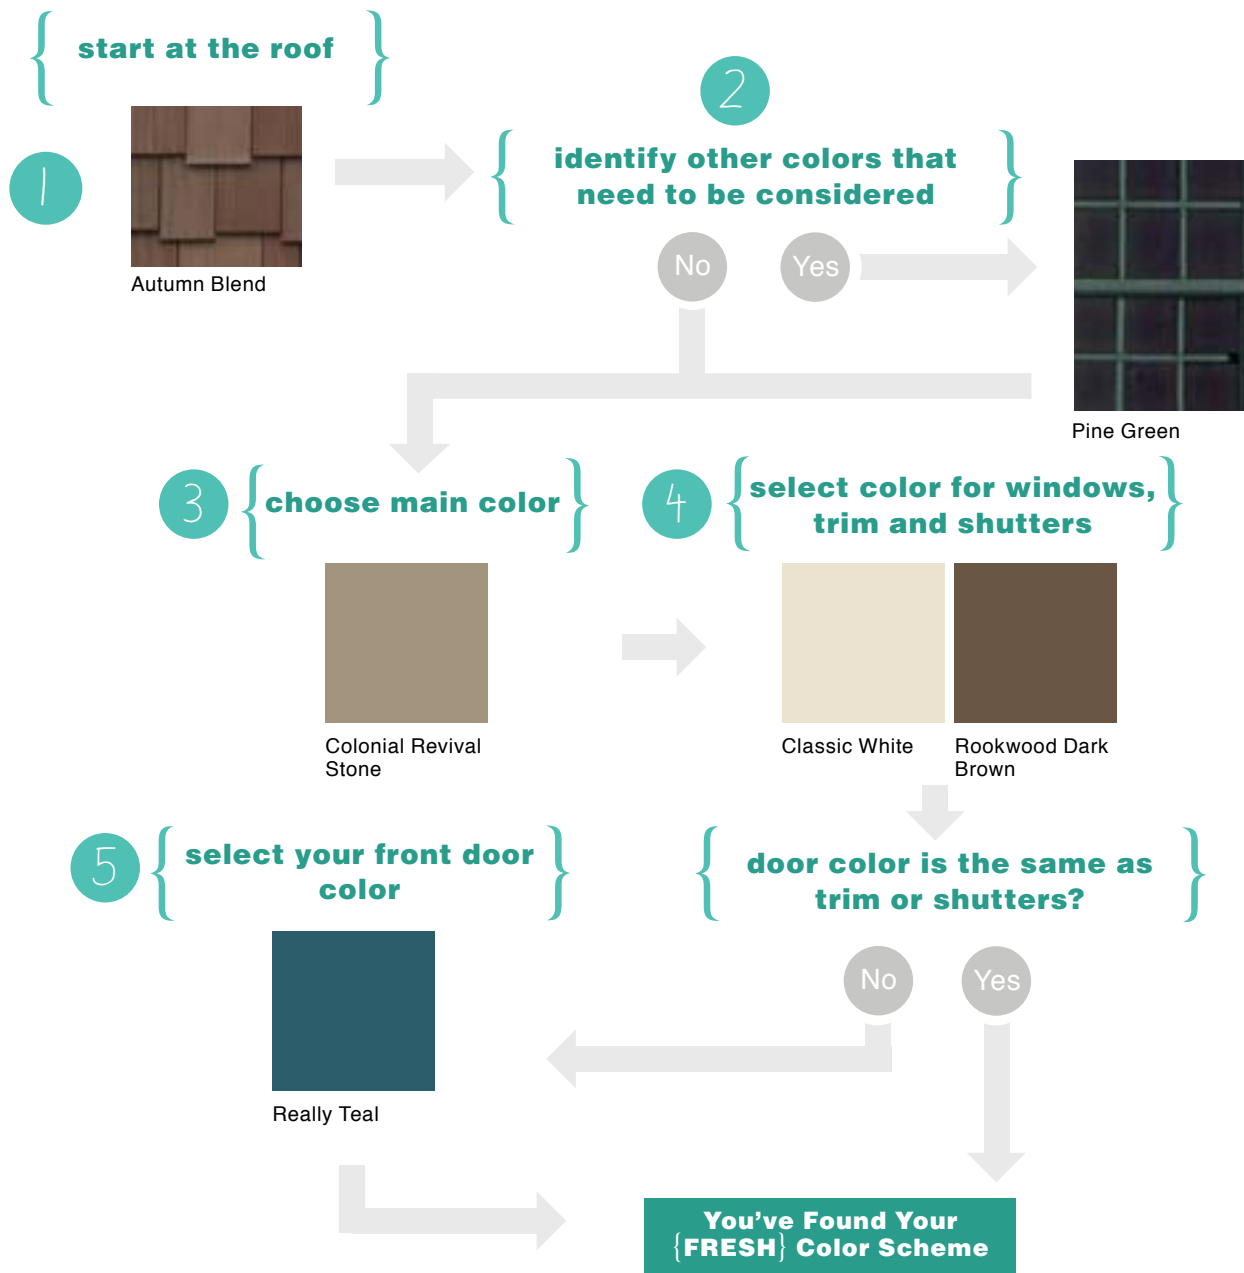 start at the roof
1
Autumn Blend
2
identify other colors that
need to be considered
No
Yes
Pine Green
3
choose main color
Colonial Revival
Stone
4
select color for windows,
trim and shutters
Classic White
Rookwood Dark
Brown
door color is the same as
trim or shutters?
No
Yes
5
select your front door
color
Really Teal
You've Found Your
{FRESH} Color Scheme